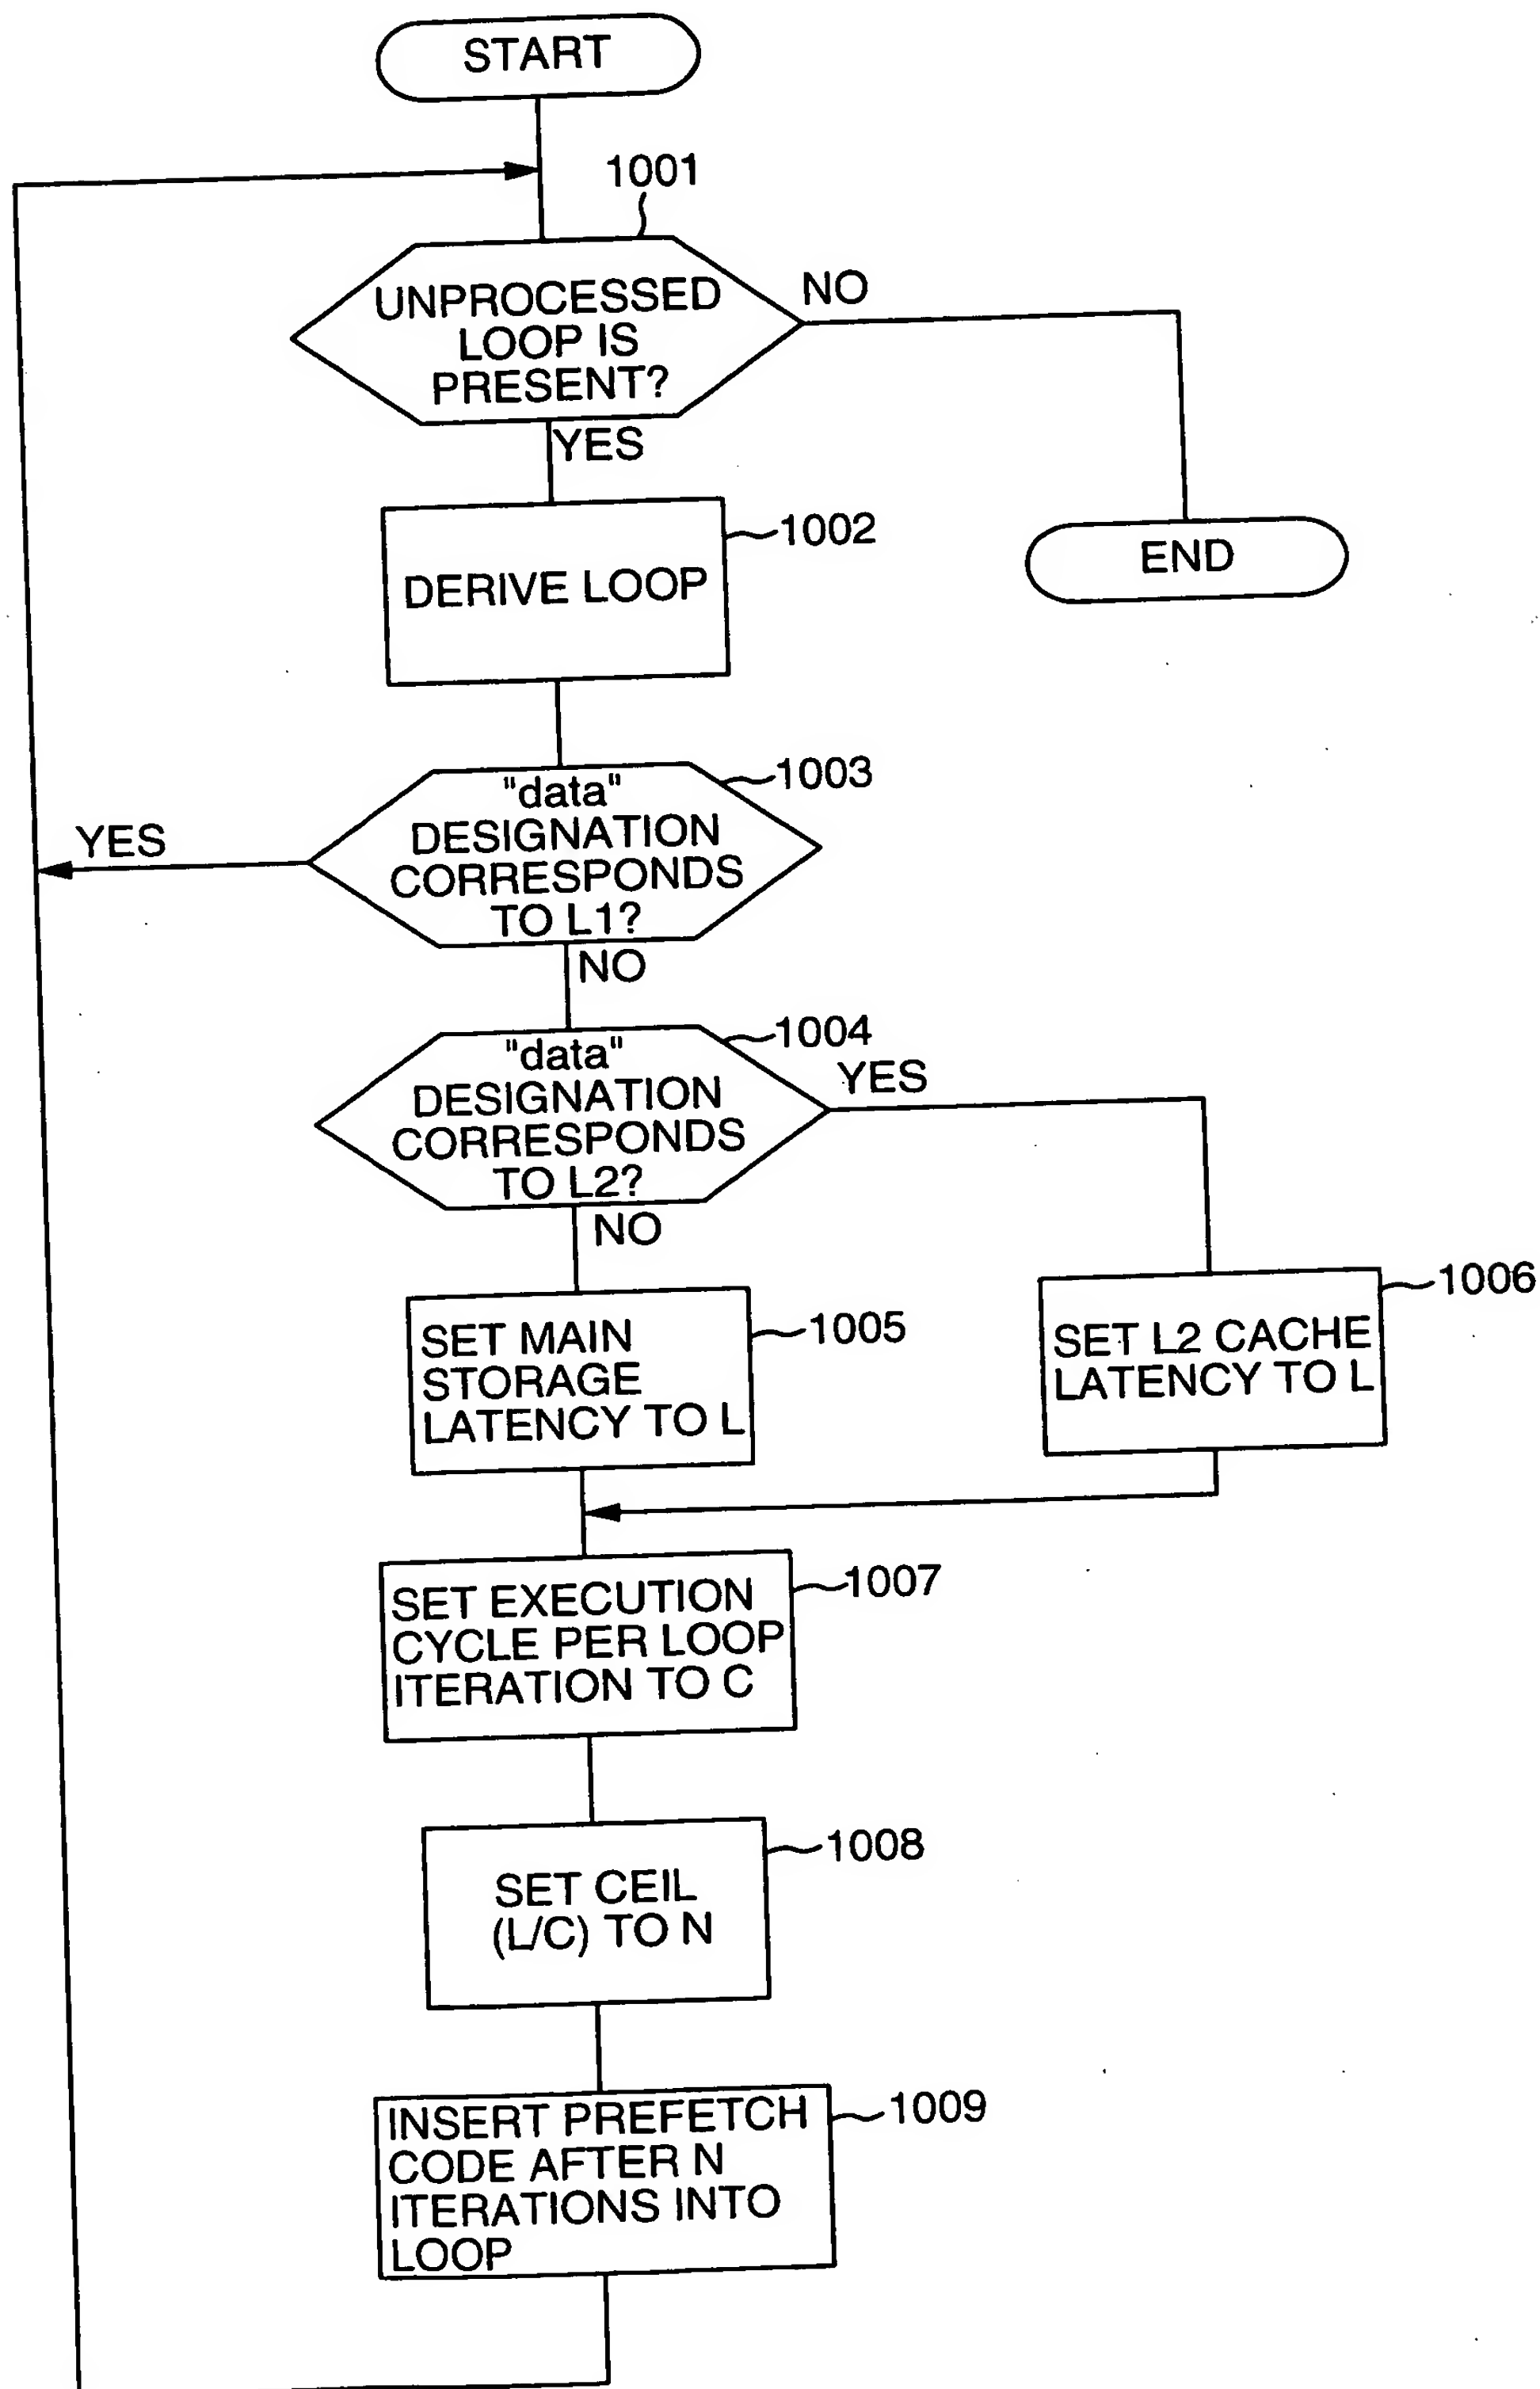 START
1001
UNPROCESSED
LOOP IS
PRESENT?
NO
YES
1002
DERIVE LOOP
END
1003
"data"
DESIGNATION
CORRESPONDS
TO L1?
YES
NO
1004
"data"
DESIGNATION
CORRESPONDS
TO L2?
YES
NO
1005
SET MAIN
STORAGE
LATENCY TO L
1006
SET L2 CACHE
LATENCY TO L
1007
SET EXECUTION
CYCLE PER LOOP
ITERATION TO C
1008
SET CEIL
(L/C) TO N
1009
INSERT PREFETCH
CODE AFTER N
ITERATIONS INTO
LOOP